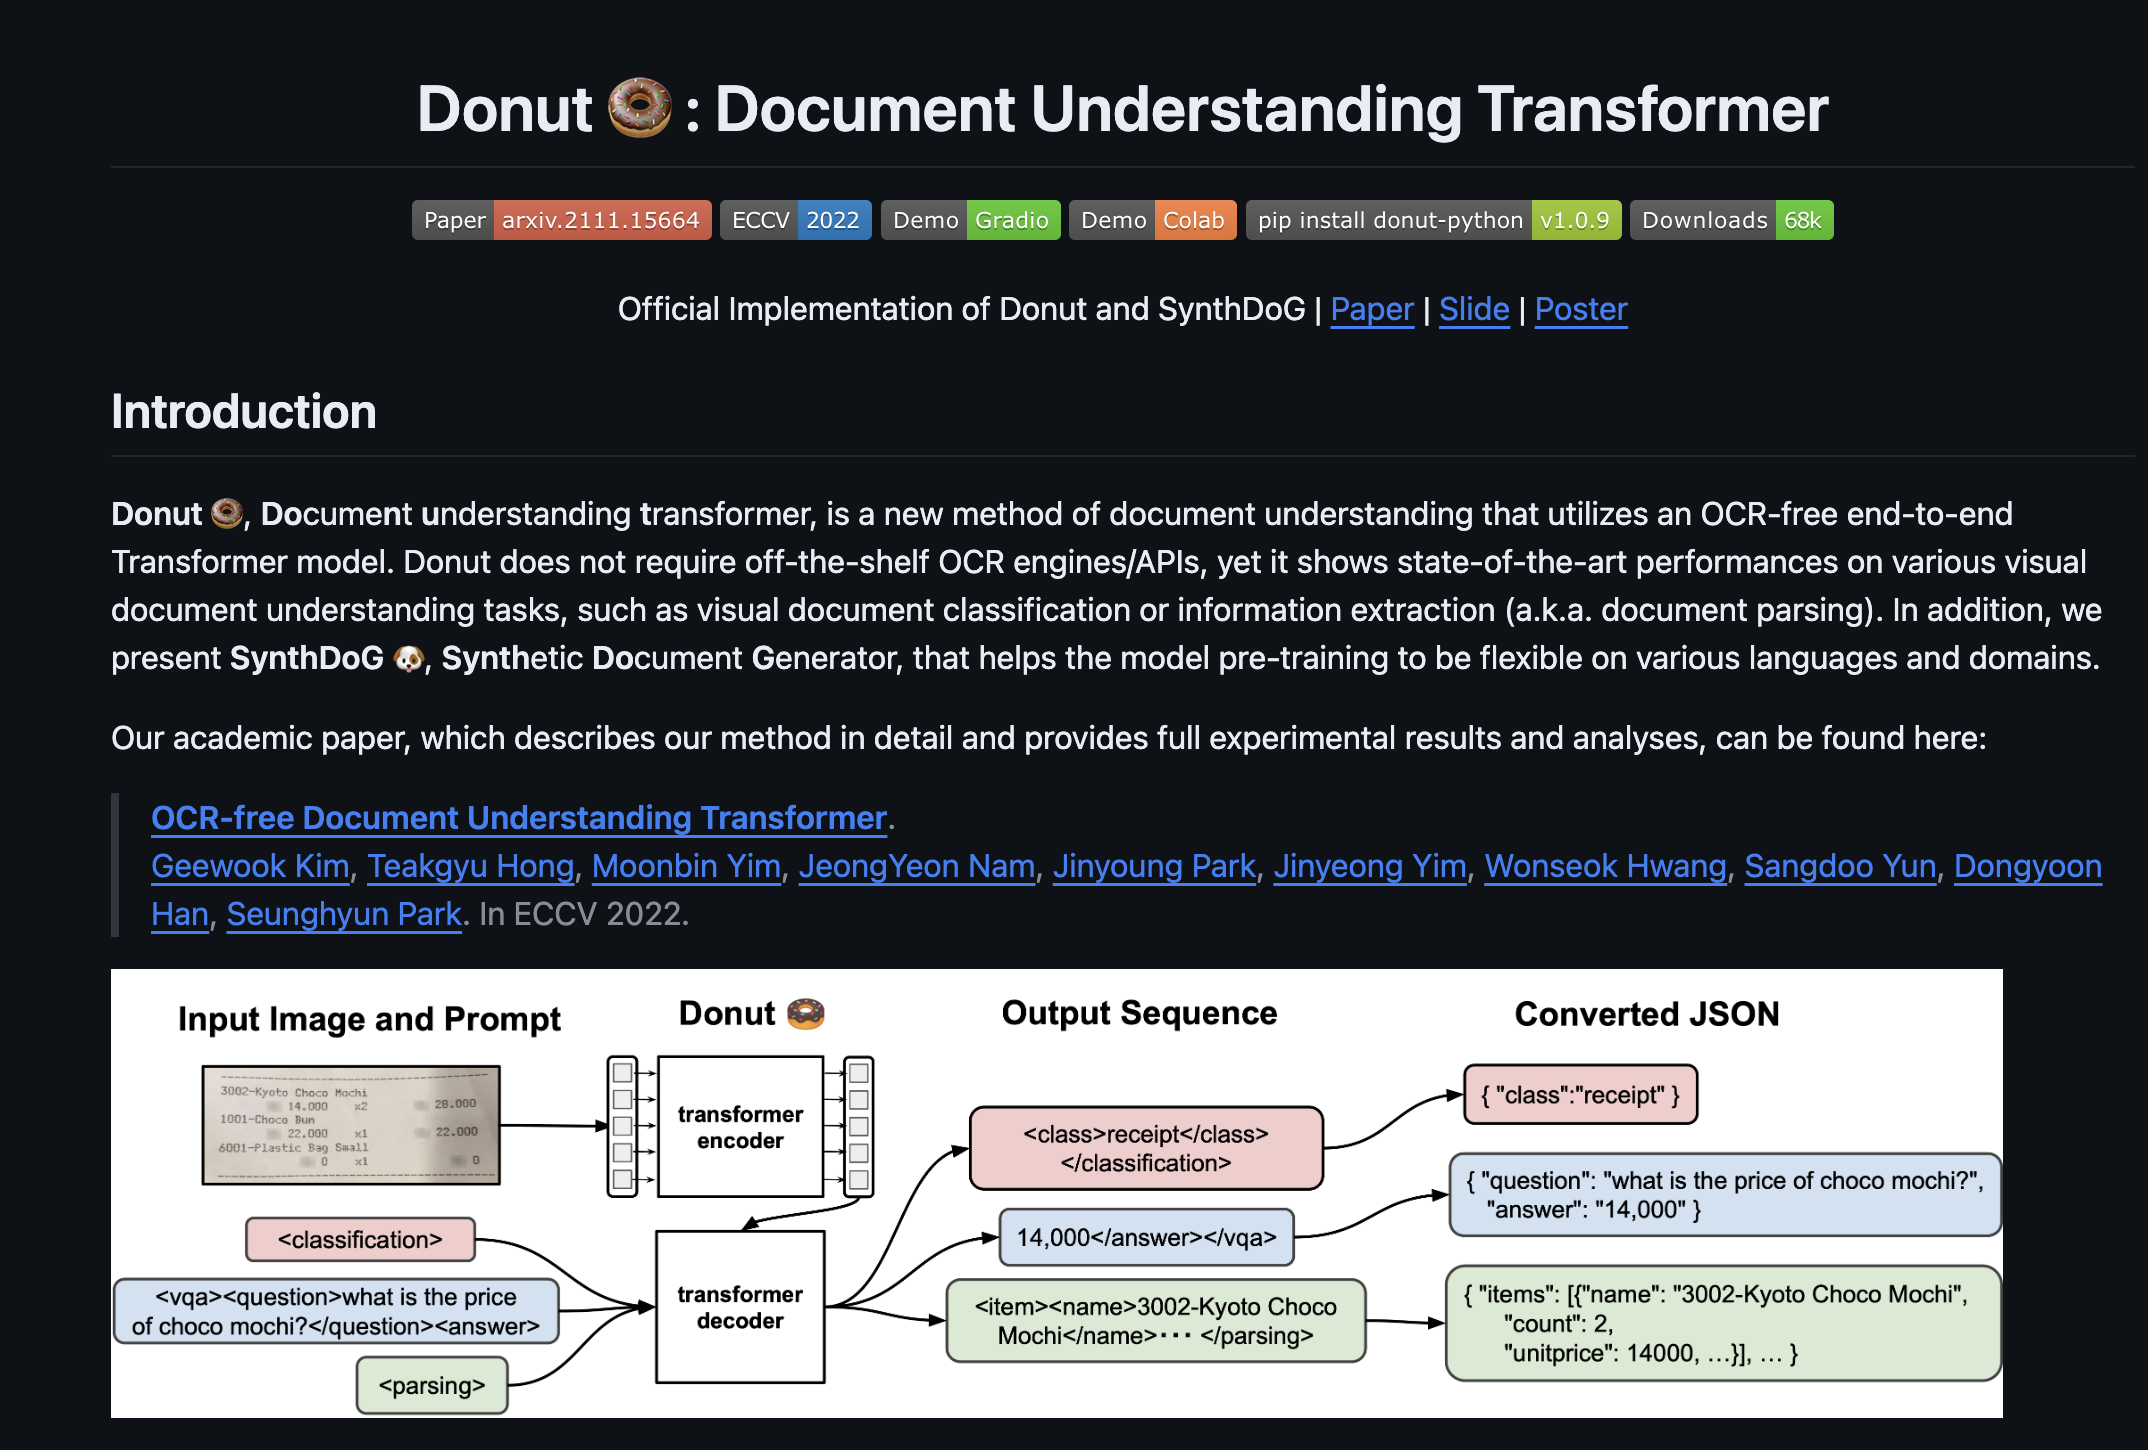 Donut 🍩 : Document Understanding Transformer
Paper arxiv.2111.15664 ECCV 2022 Demo Gradio Demo Colab pip install donut-python v1.0.9 Downloads 68k
Official Implementation of Donut and SynthDoG | Paper | Slide | Poster
Introduction
Donut 🍩, Document understanding transformer, is a new method of document understanding that utilizes an OCR-free end-to-end
Transformer model. Donut does not require off-the-shelf OCR engines/APIs, yet it shows state-of-the-art performances on various visual
document understanding tasks, such as visual document classification or information extraction (a.k.a. document parsing). In addition, we
present SynthDoG 🐶, Synthetic Document Generator, that helps the model pre-training to be flexible on various languages and domains.
Our academic paper, which describes our method in detail and provides full experimental results and analyses, can be found here:
OCR-free Document Understanding Transformer.
Geewook Kim, Teakgyu Hong, Moonbin Yim, JeongYeon Nam, Jinyoung Park, Jinyeong Yim, Wonseok Hwang, Sangdoo Yun, Dongyoon
Han, Seunghyun Park. In ECCV 2022.
Input Image and Prompt
3002-Kyoto Choco Mochi
14.000 x2 28.000
1001-Choco Bun
22.000 x1 22.000
6001-Plastic Bag Small
0 x1 0
<classification>
<vqa><question>what is the price
of choco mochi?</question><answer>
<parsing>
Donut 🍩
transformer
encoder
transformer
decoder
Output Sequence
<class>receipt</class>
</classification>
14,000</answer></vqa>
<item><name>3002-Kyoto Choco
Mochi</name>··· </parsing>
Converted JSON
{ "class":"receipt" }
{ "question": "what is the price of choco mochi?",
"answer": "14,000" }
{ "items": [{"name": "3002-Kyoto Choco Mochi",
"count": 2,
"unitprice": 14000, ...}], ... }